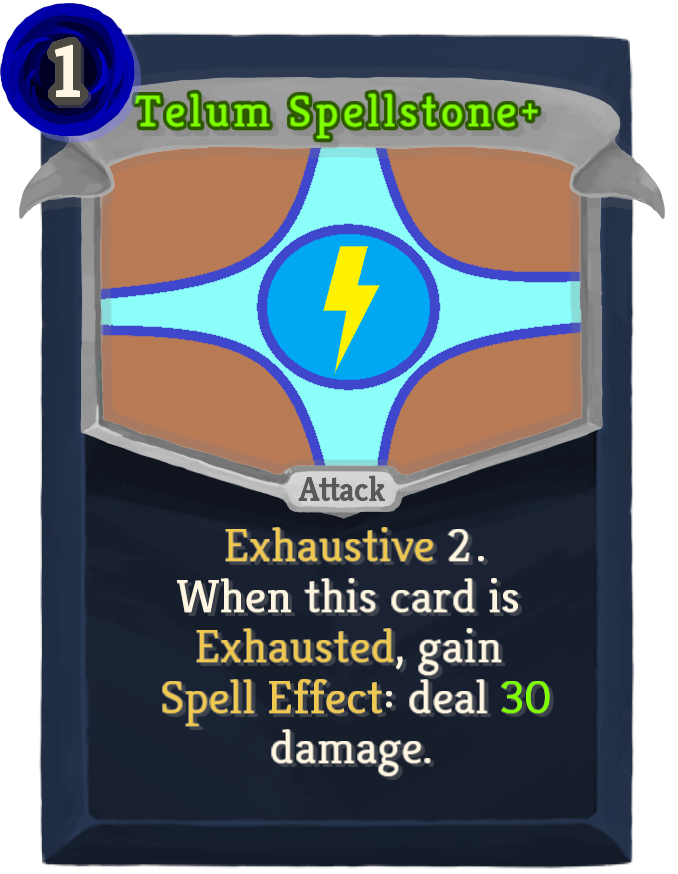 1
Telum Spellstone+
Attack
Exhaustive 2.
When this card is
Exhausted, gain
Spell Effect: deal 30
damage.